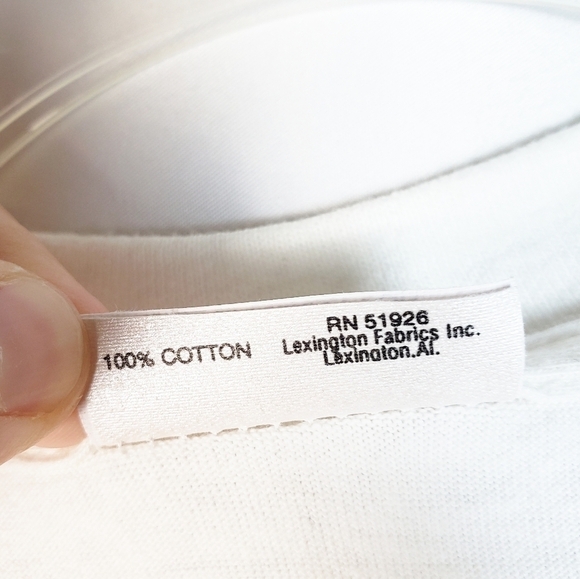 100% COTTON
RN 51926
Lexington Fabrics Inc.
Lexington.Al.